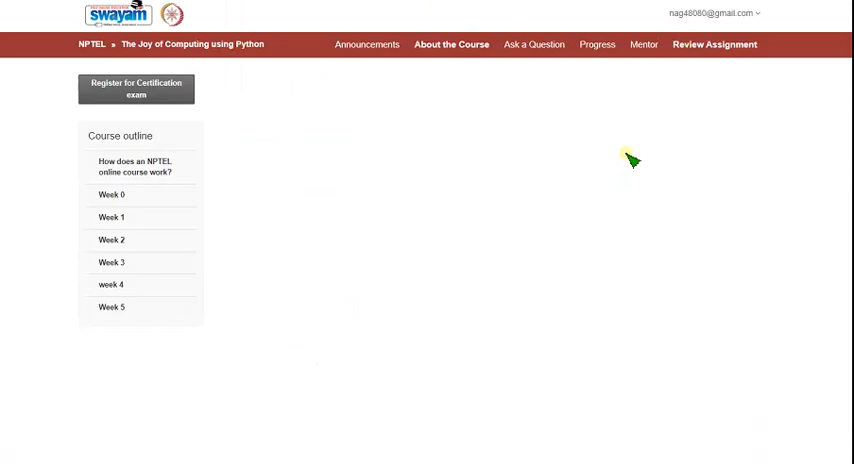 swayam
nag48080@gmail.com
NPTEL » The Joy of Computing using Python
Announcements About the Course Ask a Question Progress Mentor Review Assignment
Register for Certification
exam
Course outline
How does an NPTEL
online course work?
Week 0
Week 1
Week 2
Week 3
week 4
Week 5